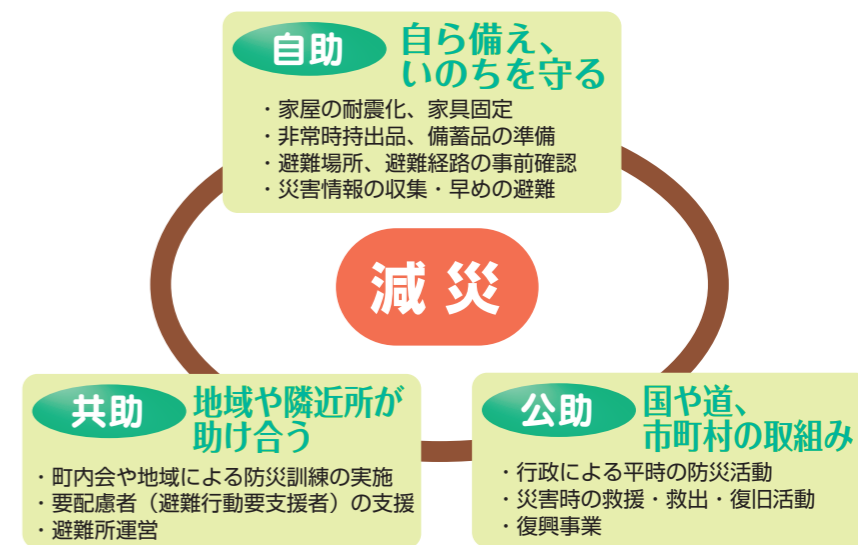 自助
自ら備え、
いのちを守る
・家屋の耐震化、家具固定
・非常時持出品、備蓄品の準備
・避難場所、避難経路の事前確認
・災害情報の収集・早めの避難
減災
共助
地域や隣近所が
助け合う
・町内会や地域による防災訓練の実施
・要配慮者（避難行動要支援者）の支援
・避難所運営
公助
国や道、
市町村の取組み
・行政による平時の防災活動
・災害時の救援・救出・復旧活動
・復興事業